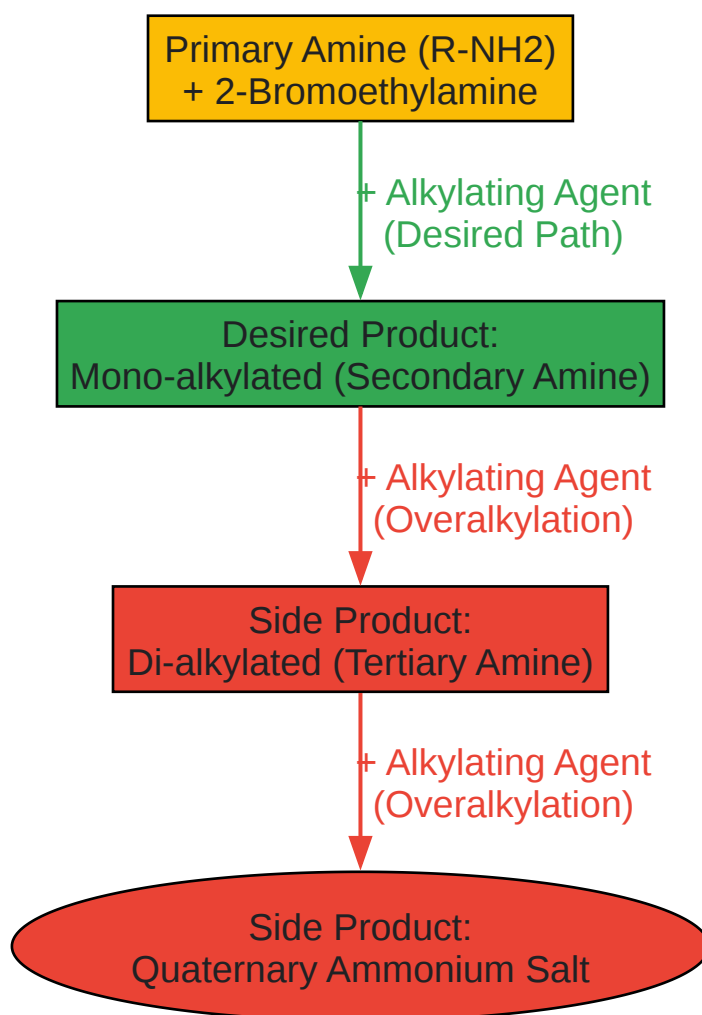 Primary Amine (R-NH2)
+ 2-Bromoethylamine
+ Alkylating Agent
(Desired Path)
Desired Product:
Mono-alkylated (Secondary Amine)
+ Alkylating Agent
(Overalkylation)
Side Product:
Di-alkylated (Tertiary Amine)
+ Alkylating Agent
(Overalkylation)
Side Product:
Quaternary Ammonium Salt